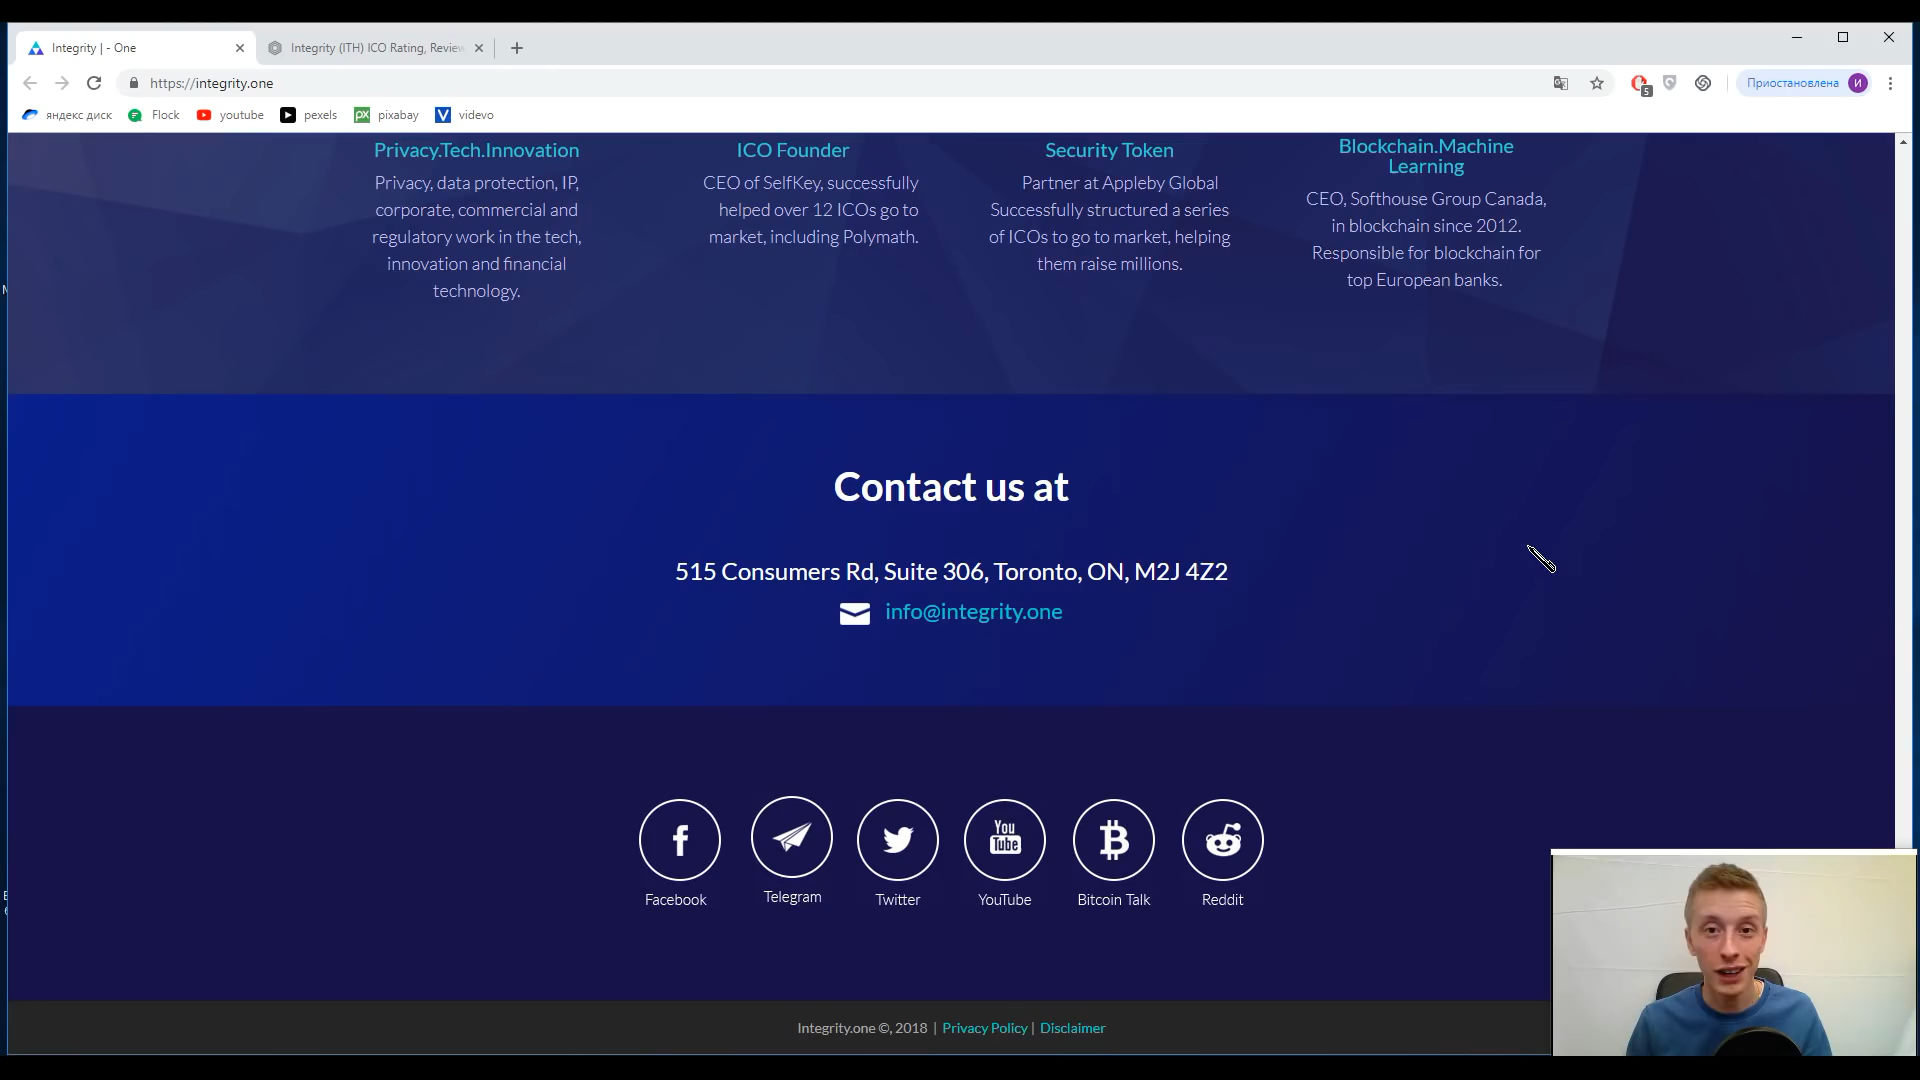 Integrity | - One
Integrity (ITH) ICO Rating, Review
https://integrity.one
5
Приостановлена
И
яндекс диск
Flock
youtube
px
pexels
pixabay
V
videvo
Privacy.Tech.Innovation
Privacy, data protection, IP,
corporate, commercial and
regulatory work in the tech,
innovation and financial
technology.
ICO Founder
CEO of SelfKey, successfully
helped over 12 ICOs go to
market, including Polymath.
Security Token
Partner at Appleby Global
Successfully structured a series
of ICOs to go to market, helping
them raise millions.
Blockchain.Machine
Learning
CEO, Softhouse Group Canada,
in blockchain since 2012.
Responsible for blockchain for
top European banks.
Contact us at
515 Consumers Rd, Suite 306, Toronto, ON, M2J 4Z2
info@integrity.one
You
Tube
Facebook
Telegram
Twitter
YouTube
Bitcoin Talk
Reddit
Integrity.one ©, 2018 | Privacy Policy | Disclaimer